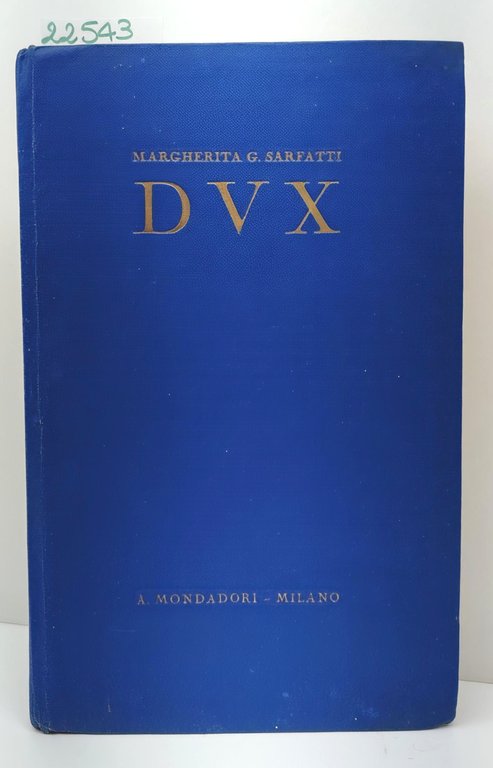 22543
MARGHERITA G. SARFATTI
DVX
A. MONDADORI - MILANO